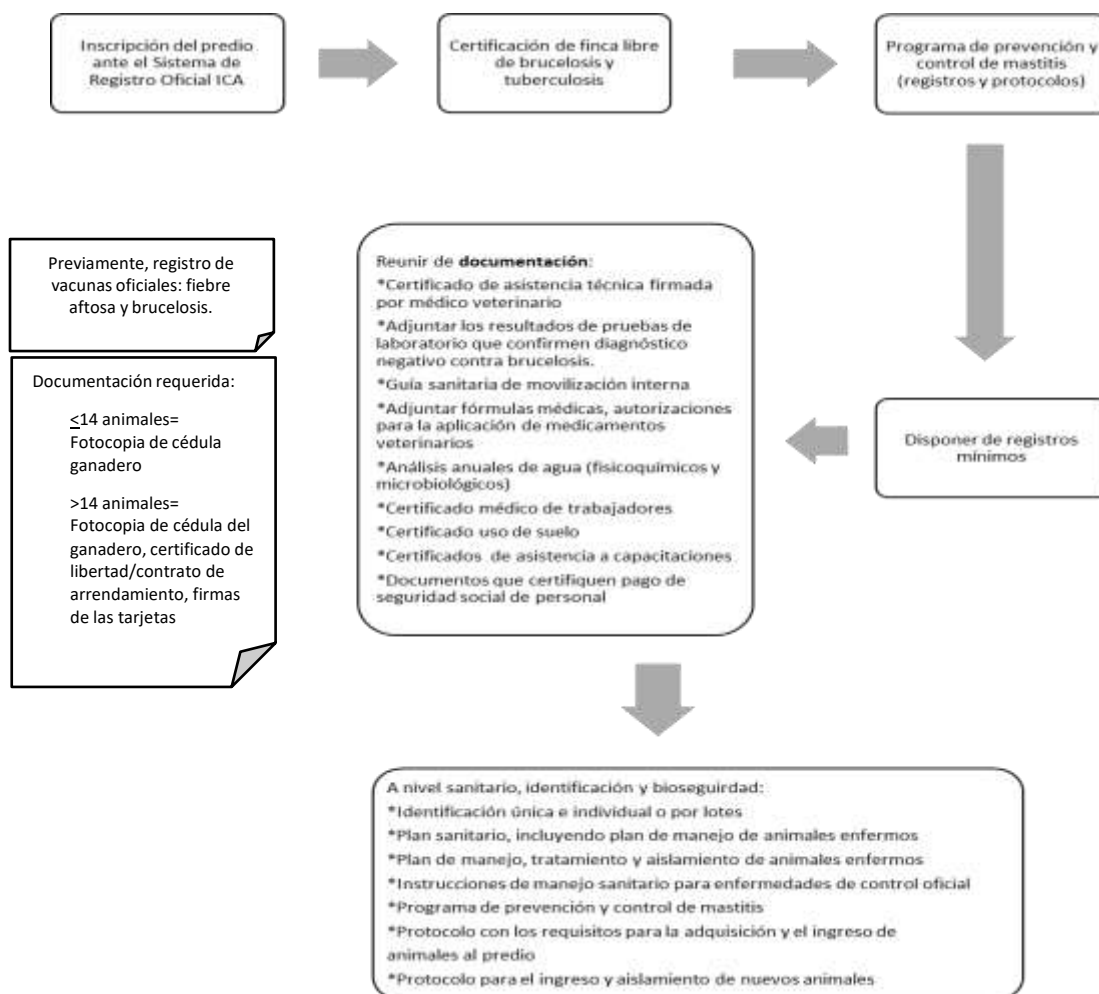 Inscripción del predio
ante el Sistema de
Registro Oficial ICA
Certificación de finca libre
de brucelosis y
tuberculosis
Programa de prevención y
control de mastitis
(registros y protocolos)
Previamente, registro de
vacunas oficiales: fiebre
aftosa y brucelosis.
Documentación requerida:
<14 animales=
Fotocopia de cédula
ganadero
>14 animales=
Fotocopia de cédula del
ganadero, certificado de
libertad/contrato de
arrendamiento, firmas
de las tarjetas
Reunir de documentación:
*Certificado de asistencia técnica firmada
por médico veterinario
*Adjuntar los resultados de pruebas de
laboratorio que confirmen diagnóstico
negativo contra brucelosis.
*Guía sanitaria de movilización interna
*Adjuntar fórmulas médicas, autorizaciones
para la aplicación de medicamentos
veterinarios
*Análisis anuales de agua (fisicoquímicos y
microbiológicos)
*Certificado médico de trabajadores
*Certificado uso de suelo
*Certificados de asistencia a capacitaciones
*Documentos que certifiquen pago de
seguridad social de personal
Disponer de registros
mínimos
A nivel sanitario, identificación y bioseguirdad:
*Identificación única e individual o por lotes
*Plan sanitario, incluyendo plan de manejo de animales enfermos
*Plan de manejo, tratamiento y aislamiento de animales enfermos
*Instrucciones de manejo sanitario para enfermedades de control oficial
*Programa de prevención y control de mastitis
*Protocolo con los requisitos para la adquisición y el ingreso de
animales al predio
*Protocolo para el ingreso y aislamiento de nuevos animales